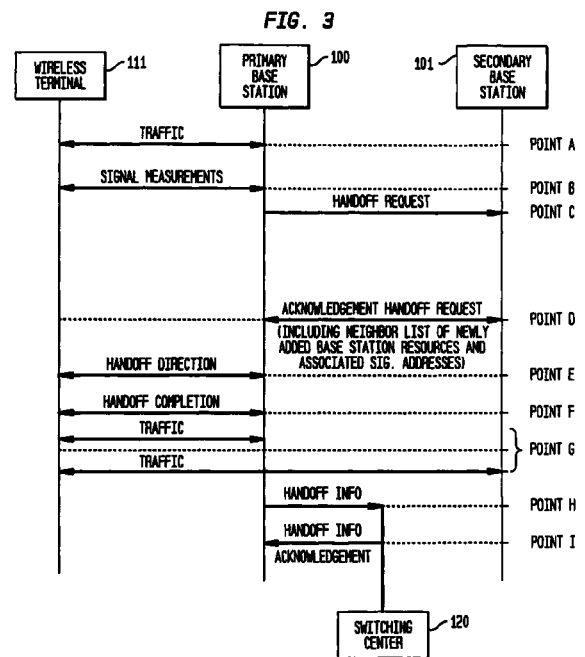 FIG. 3
WIRELESS
TERMINAL
111
PRIMARY
BASE
STATION
100
101
SECONDARY
BASE
STATION
TRAFFIC
POINT A
SIGNAL MEASUREMENTS
POINT B
HANDOFF REQUEST
POINT C
ACKNOWLEDGEMENT HANDOFF REQUEST
POINT D
(INCLUDING NEIGHBOR LIST OF NEWLY
ADDED BASE STATION RESOURCES AND
ASSOCIATED SIG. ADDRESSES)
HANDOFF DIRECTION
POINT E
HANDOFF COMPLETION
POINT F
TRAFFIC
POINT G
TRAFFIC
HANDOFF INFO
POINT H
HANDOFF INFO
POINT I
ACKNOWLEDGEMENT
SWITCHING
CENTER
120